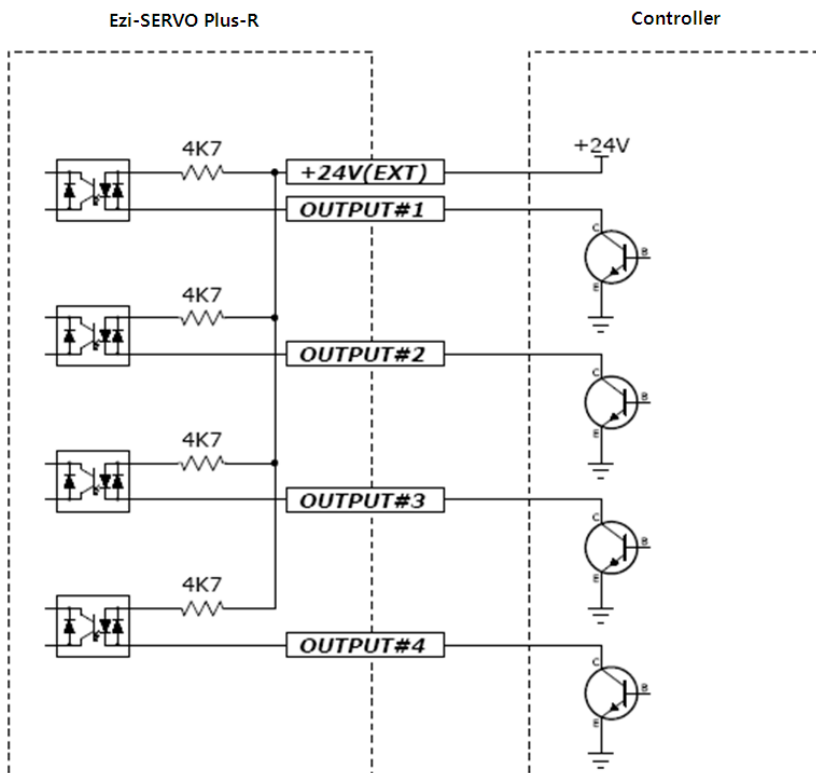 Ezi-SERVO Plus-R
Controller
4K7
+24V(EXT)
+24V
OUTPUT#1
C
B
E
4K7
OUTPUT#2
C
B
E
4K7
OUTPUT#3
C
B
E
4K7
OUTPUT#4
C
B
E